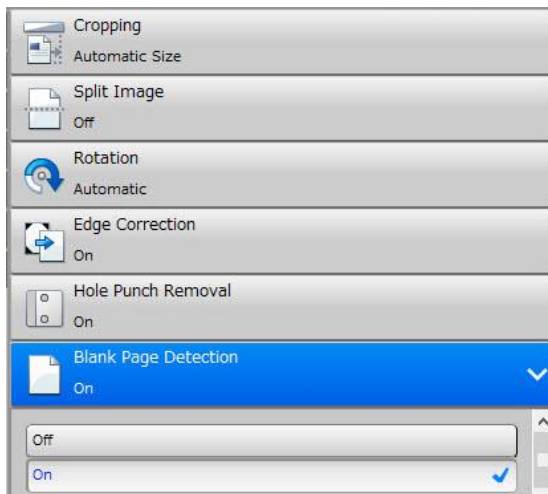 Cropping
Automatic Size
Split Image
Off
Rotation
Automatic
Edge Correction
On
Hole Punch Removal
On
Blank Page Detection
On
Off
On